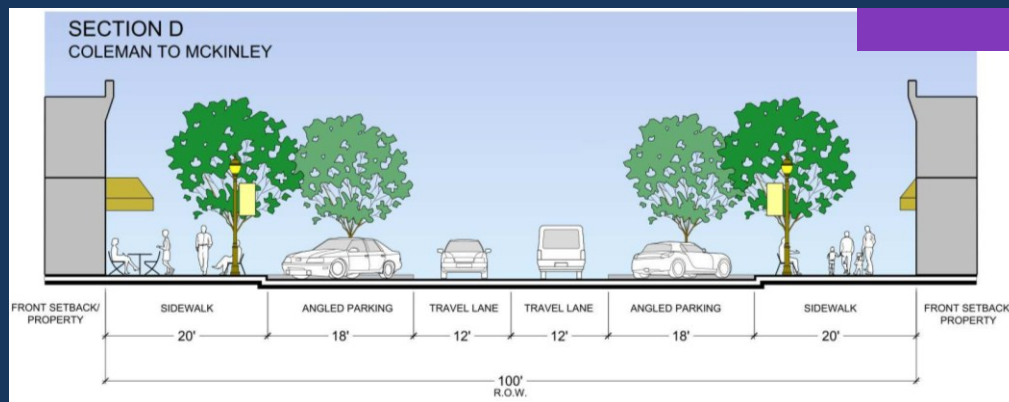 SECTION D
COLEMAN TO MCKINLEY
FRONT SETBACK/
PROPERTY
SIDEWALK
ANGLED PARKING
TRAVEL LANE
TRAVEL LANE
ANGLED PARKING
SIDEWALK
FRONT SETBACK
PROPERTY
20'
18'
12'
12'
18'
20'
100'
R.O.W.